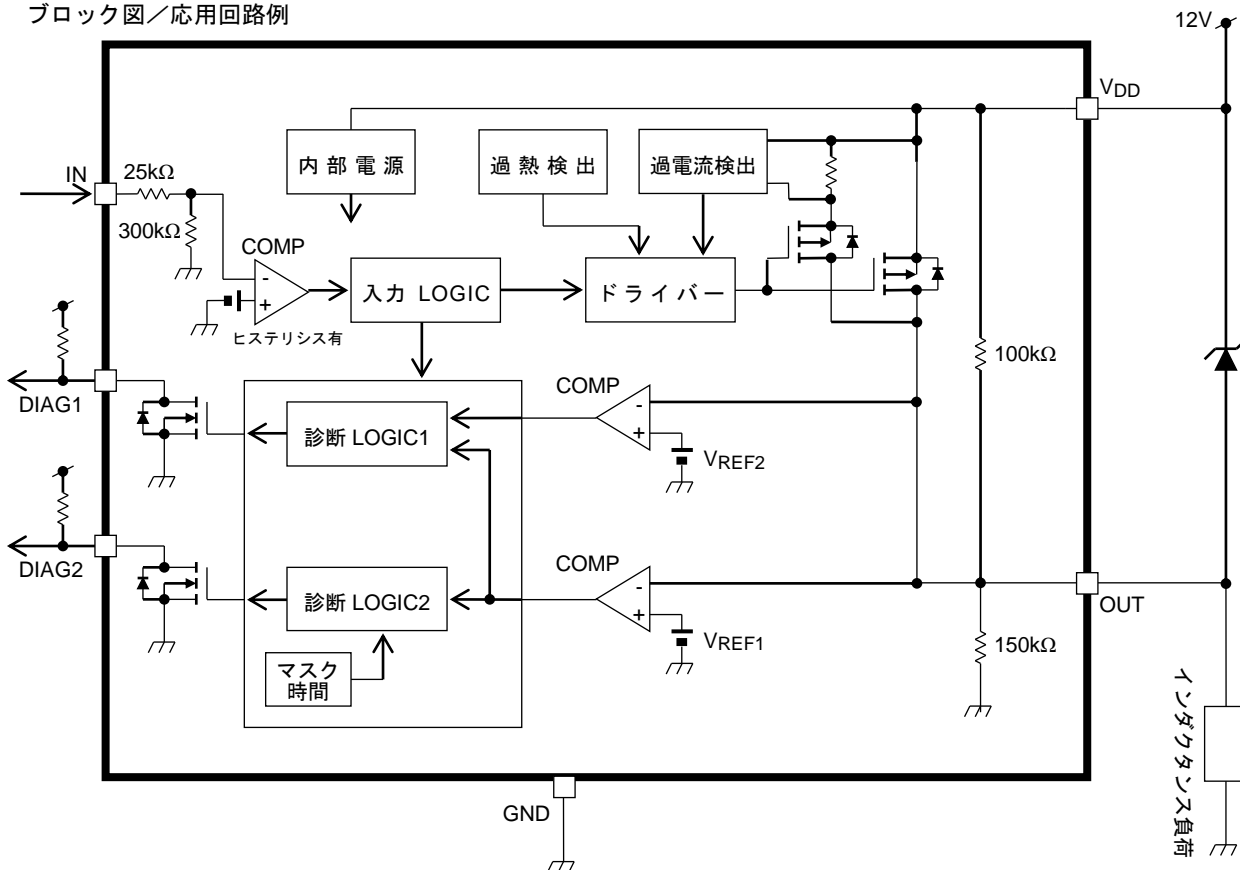 ブロック図／応用回路例
12V
VDD
内部電源
過熱検出
過電流検出
IN
25kΩ
300kΩ
COMP
-
+
ヒステリシス有
入力 LOGIC
ドライバー
100kΩ
DIAG1
診断 LOGIC1
COMP
-
+
VREF2
DIAG2
診断 LOGIC2
COMP
-
+
VREF1
OUT
150kΩ
マスク
時間
インダクタンス負荷
GND